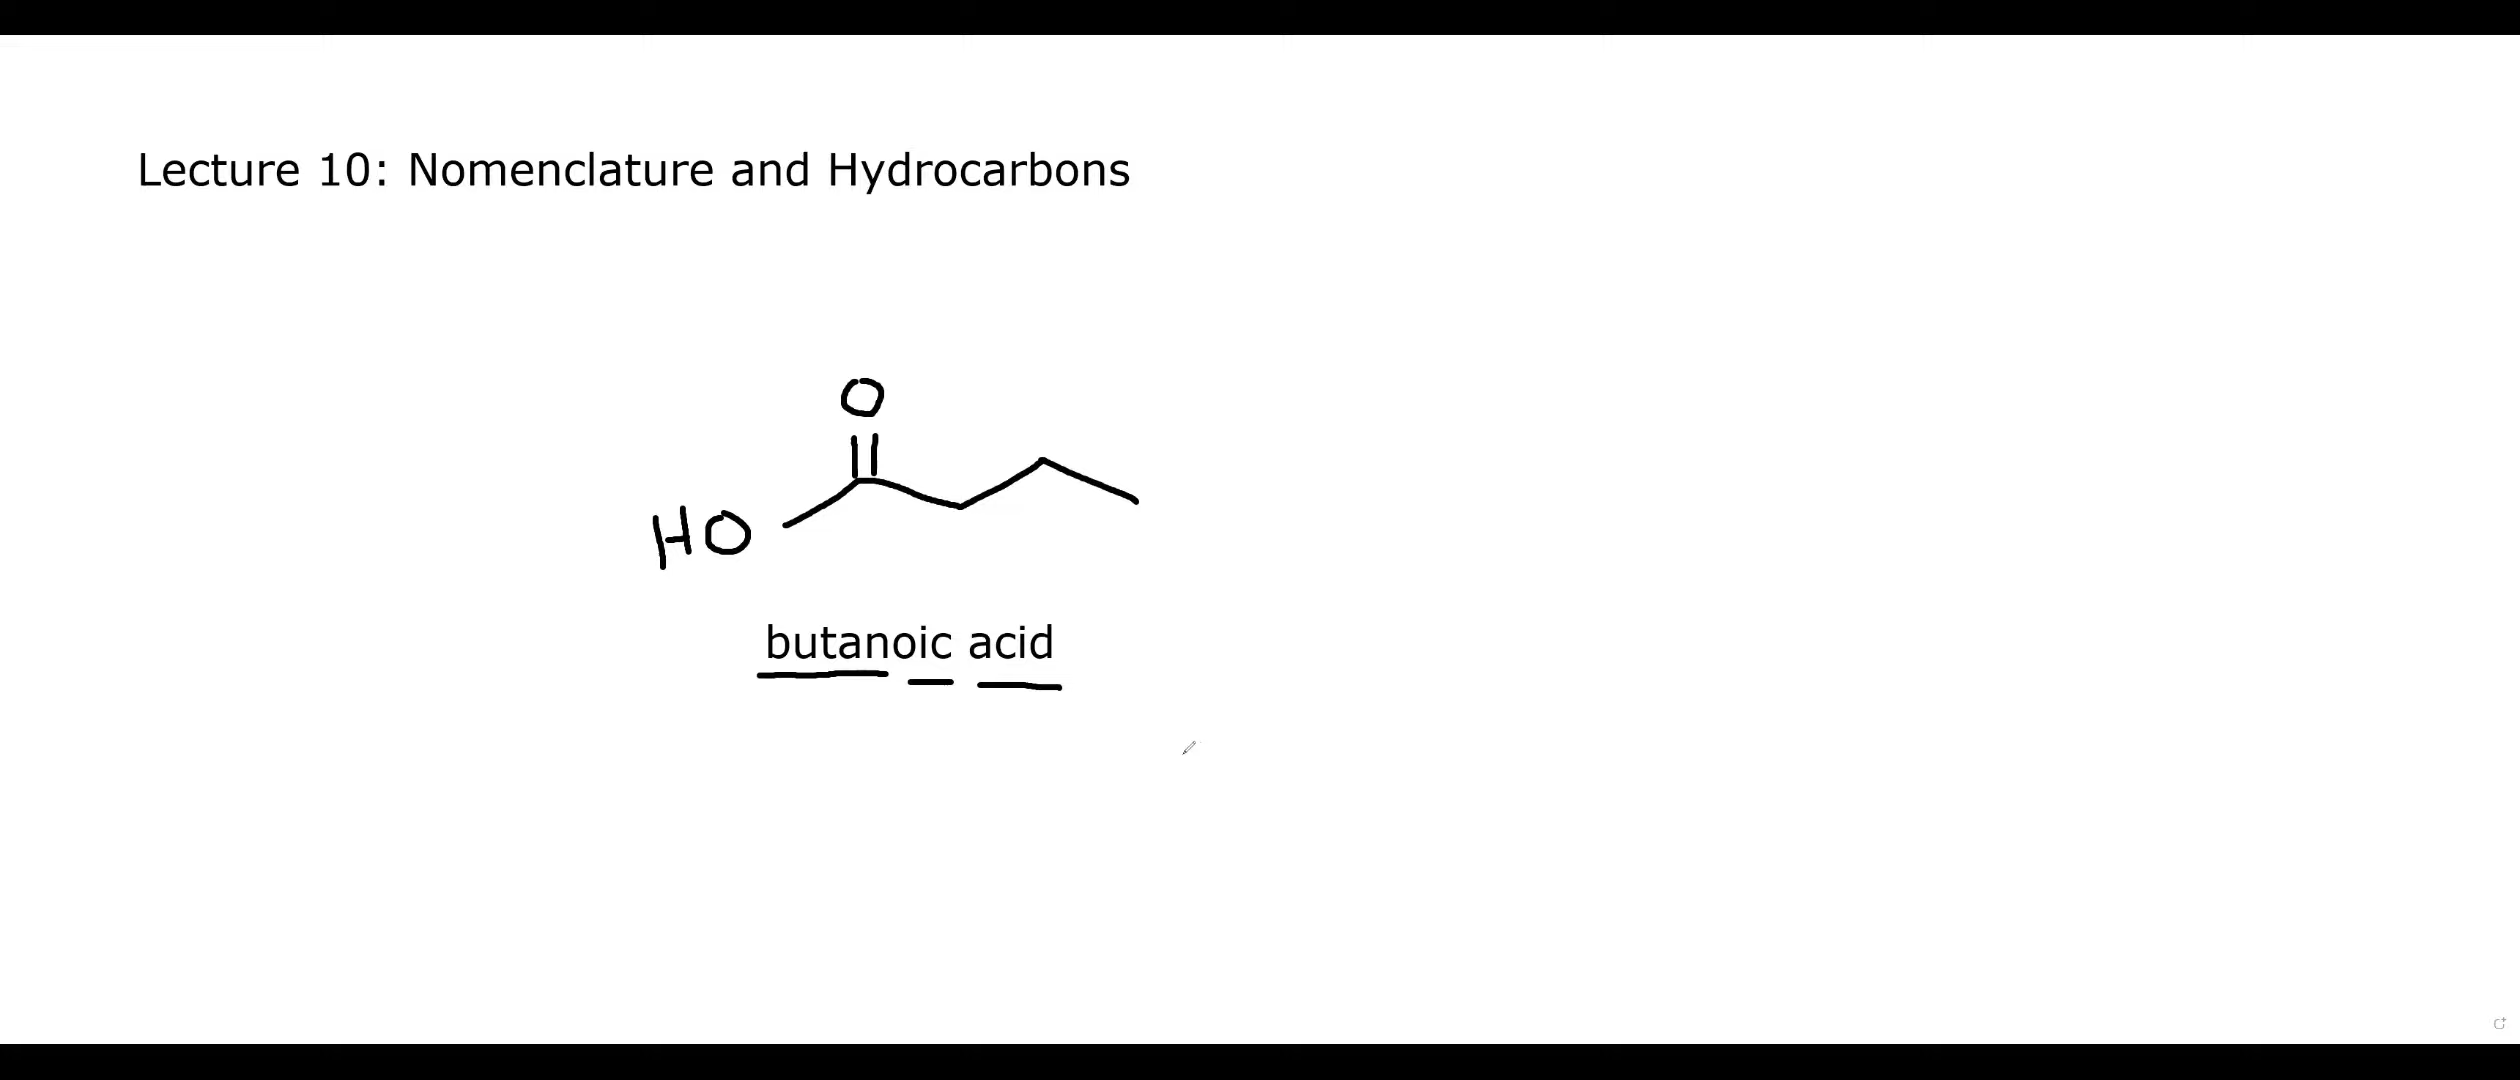 Lecture 10: Nomenclature and Hydrocarbons
O
HO
butanoic acid